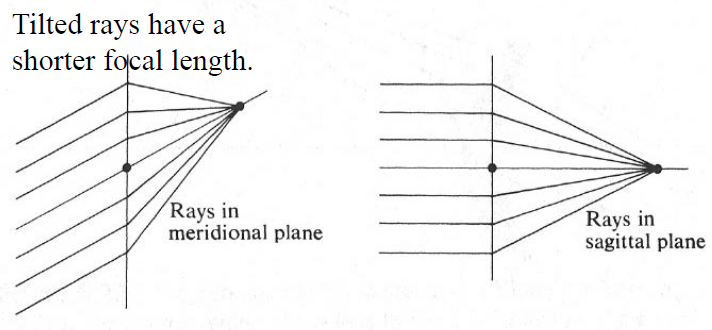 Tilted rays have a
shorter focal length.
Rays in
meridional plane
Rays in
sagittal plane